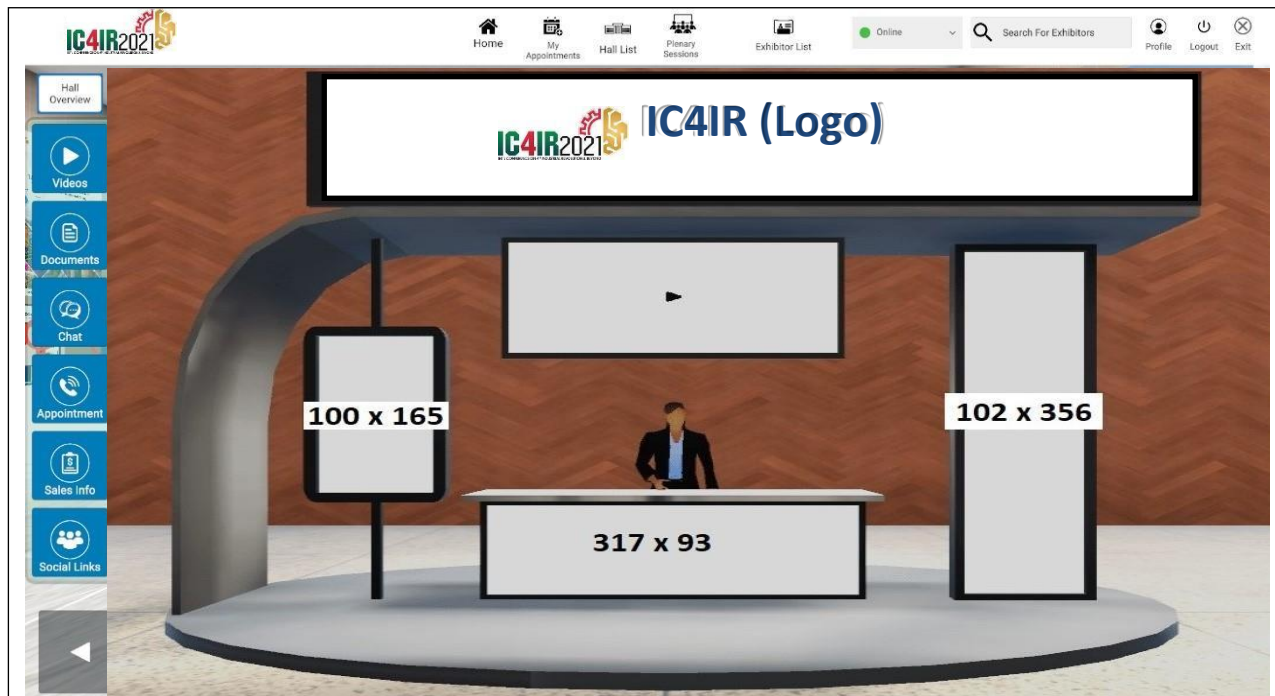 IC4IR2021
Home
My
Appointments
Hall List
Plenary
Sessions
Exhibitor List
Online
Search For Exhibitors
Profile
Logout
Exit
Hall
Overview
IC4IR2021
IC4IR (Logo)
Videos
Documents
Chat
Appointment
Sales Info
Social Links
100 x 165
102 x 356
317 x 93